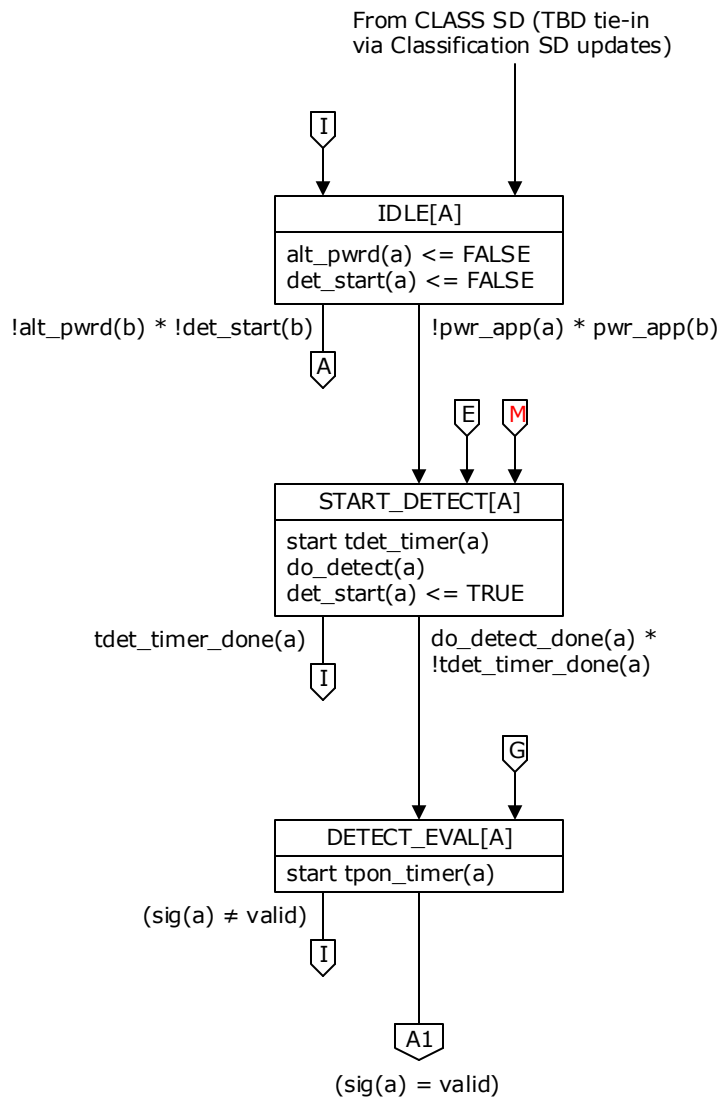 From CLASS SD (TBD tie-in
via Classification SD updates)
I
IDLE[A]
alt_pwrd(a) <= FALSE
det_start(a) <= FALSE
!alt_pwrd(b) * !det_start(b)
!pwr_app(a) * pwr_app(b)
A
E
M
START_DETECT[A]
start tdet_timer(a)
do_detect(a)
det_start(a) <= TRUE
tdet_timer_done(a)
do_detect_done(a) *
!tdet_timer_done(a)
I
G
DETECT_EVAL[A]
start tpon_timer(a)
(sig(a) ≠ valid)
I
A1
(sig(a) = valid)